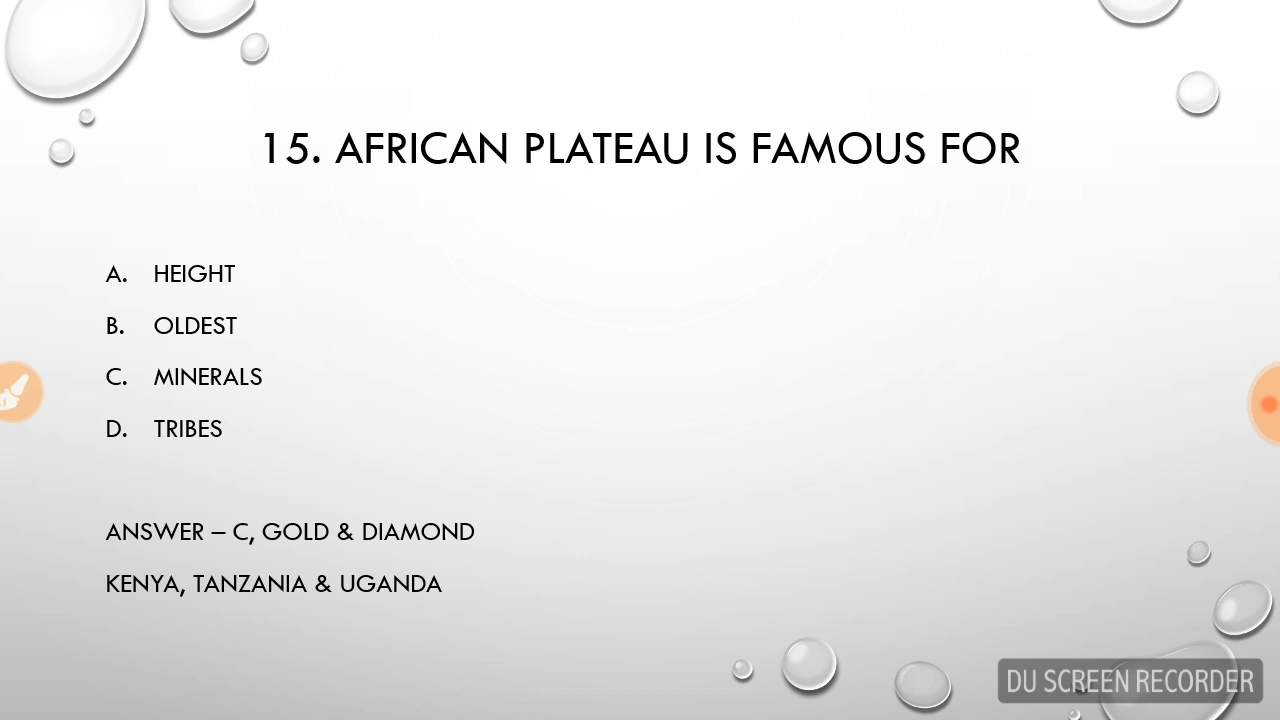 15. AFRICAN PLATEAU IS FAMOUS FOR
A. HEIGHT
B. OLDEST
C. MINERALS
D. TRIBES
ANSWER – C, GOLD & DIAMOND
KENYA, TANZANIA & UGANDA
DU SCREEN RECORDER